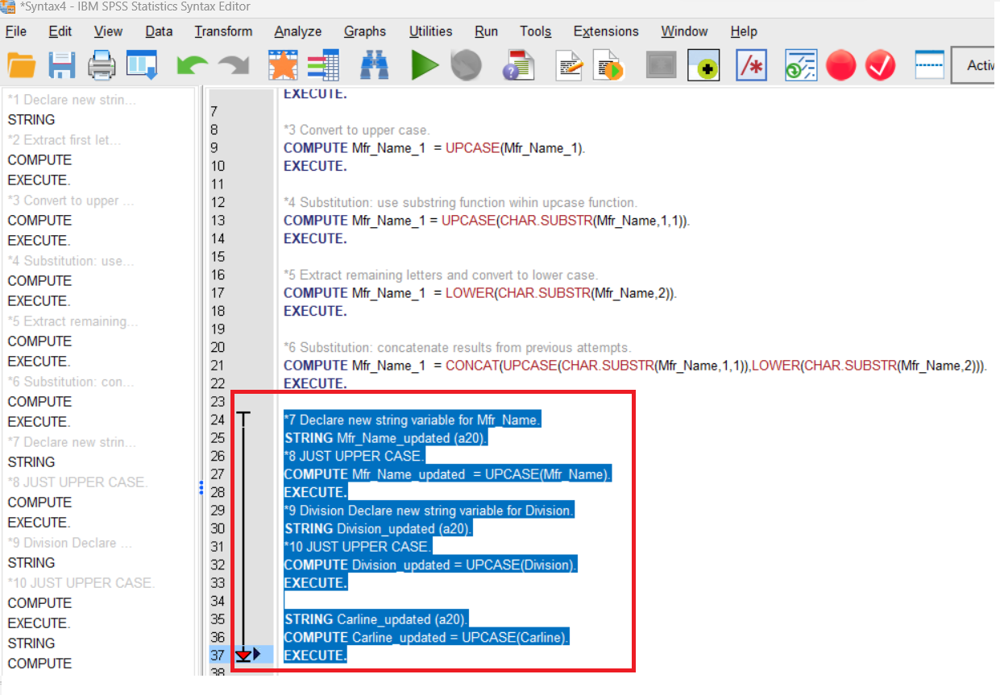 *Syntax4 - IBM SPSS Statistics Syntax Editor
File Edit View Data Transform Analyze Graphs Utilities Run Tools Extensions Window Help
Activ
*1 Declare new strin...
STRING
*2 Extract first let...
COMPUTE
EXECUTE.
*3 Convert to upper ...
COMPUTE
EXECUTE.
*4 Substitution: use...
COMPUTE
EXECUTE.
*5 Extract remaining...
COMPUTE
EXECUTE.
*6 Substitution: con...
COMPUTE
EXECUTE.
*7 Declare new strin...
STRING
*8 JUST UPPER CASE.
COMPUTE
EXECUTE.
*9 Division Declare ...
STRING
*10 JUST UPPER CASE.
COMPUTE
EXECUTE.
STRING
COMPUTE
EXECUTE.
7
8 *3 Convert to upper case.
9 COMPUTE Mfr_Name_1 = UPCASE(Mfr_Name_1).
10 EXECUTE.
11
12 *4 Substitution: use substring function wihin upcase function.
13 COMPUTE Mfr_Name_1 = UPCASE(CHAR.SUBSTR(Mfr_Name,1,1)).
14 EXECUTE.
15
16 *5 Extract remaining letters and convert to lower case.
17 COMPUTE Mfr_Name_1 = LOWER(CHAR.SUBSTR(Mfr_Name,2)).
18 EXECUTE.
19
20 *6 Substitution: concatenate results from previous attempts.
21 COMPUTE Mfr_Name_1 = CONCAT(UPCASE(CHAR.SUBSTR(Mfr_Name,1,1)),LOWER(CHAR.SUBSTR(Mfr_Name,2))).
22 EXECUTE.
23
24 *7 Declare new string variable for Mfr_Name.
25 STRING Mfr_Name_updated (a20).
26 *8 JUST UPPER CASE.
27 COMPUTE Mfr_Name_updated = UPCASE(Mfr_Name).
28 EXECUTE.
29 *9 Division Declare new string variable for Division.
30 STRING Division_updated (a20).
31 *10 JUST UPPER CASE.
32 COMPUTE Division_updated = UPCASE(Division).
33 EXECUTE.
34
35 STRING Carline_updated (a20).
36 COMPUTE Carline_updated = UPCASE(Carline).
37 EXECUTE.
38